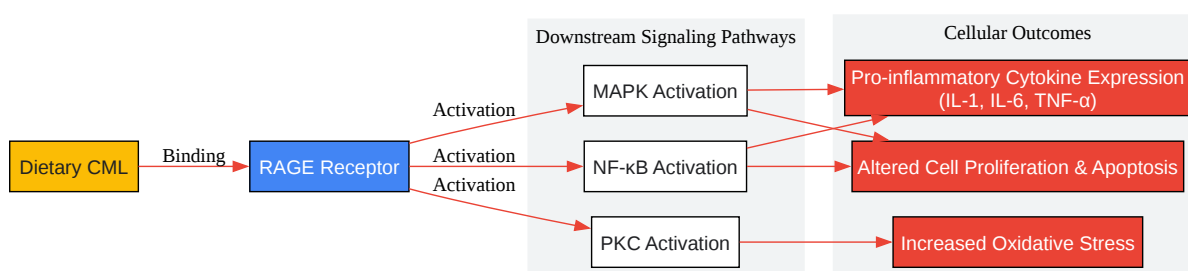 Downstream Signaling Pathways
Cellular Outcomes
MAPK Activation
Pro-inflammatory Cytokine Expression
(IL-1, IL-6, TNF-α)
Activation
Dietary CML
Binding
RAGE Receptor
Activation
NF-κB Activation
Altered Cell Proliferation & Apoptosis
Activation
PKC Activation
Increased Oxidative Stress